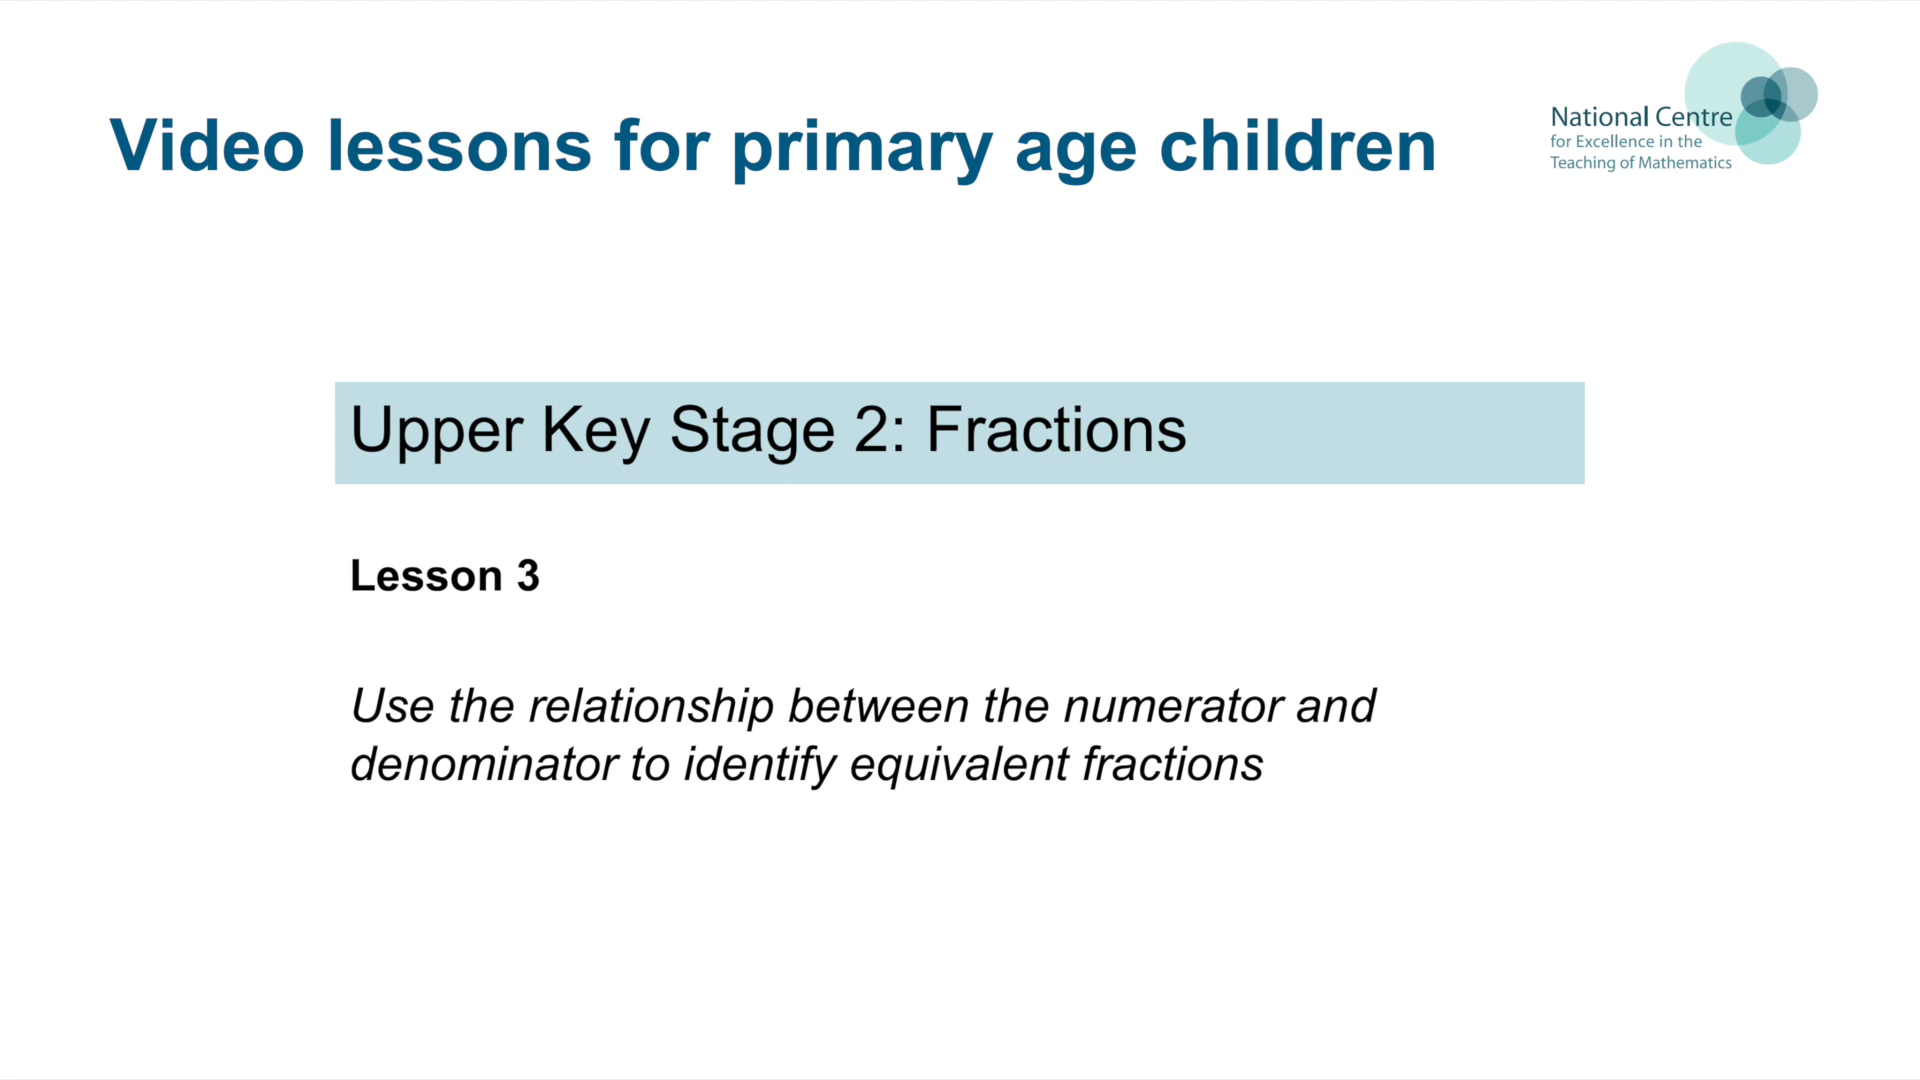 Video lessons for primary age children
National Centre
for Excellence in the
Teaching of Mathematics
Upper Key Stage 2: Fractions
Lesson 3
Use the relationship between the numerator and
denominator to identify equivalent fractions